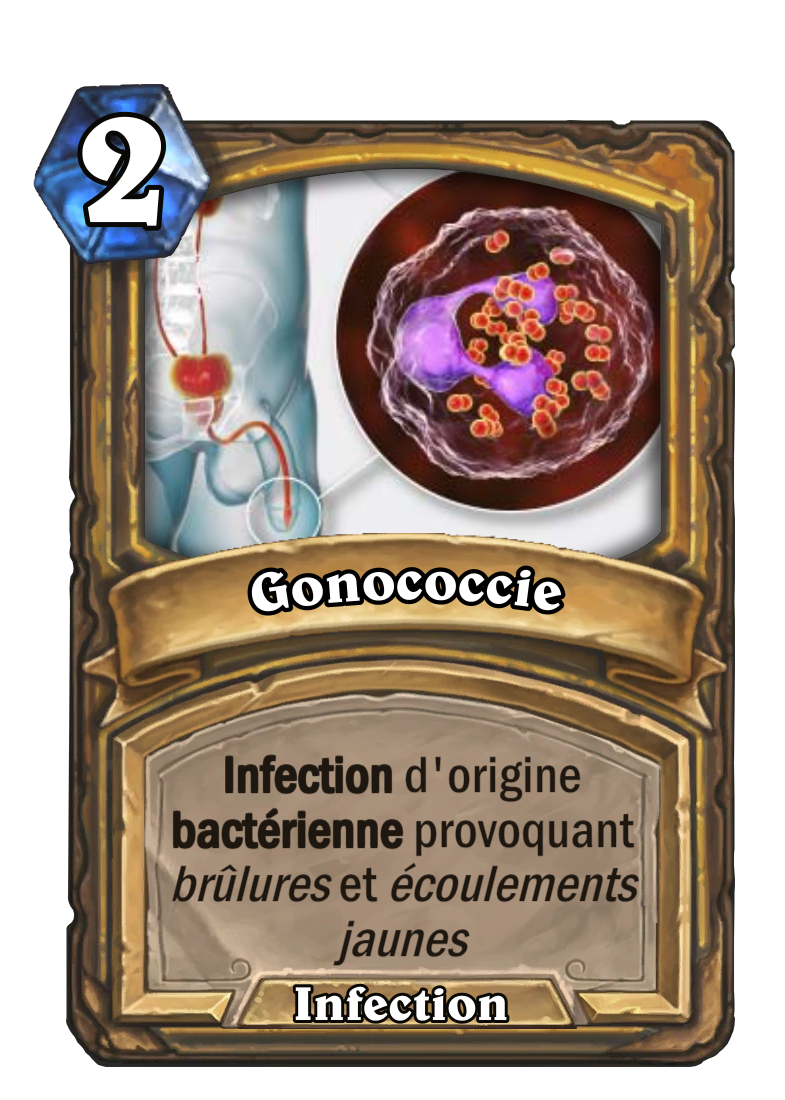 2
Gonococcie
Infection d'origine
bactérienne provoquant
brûlures et écoulements
jaunes
Infection